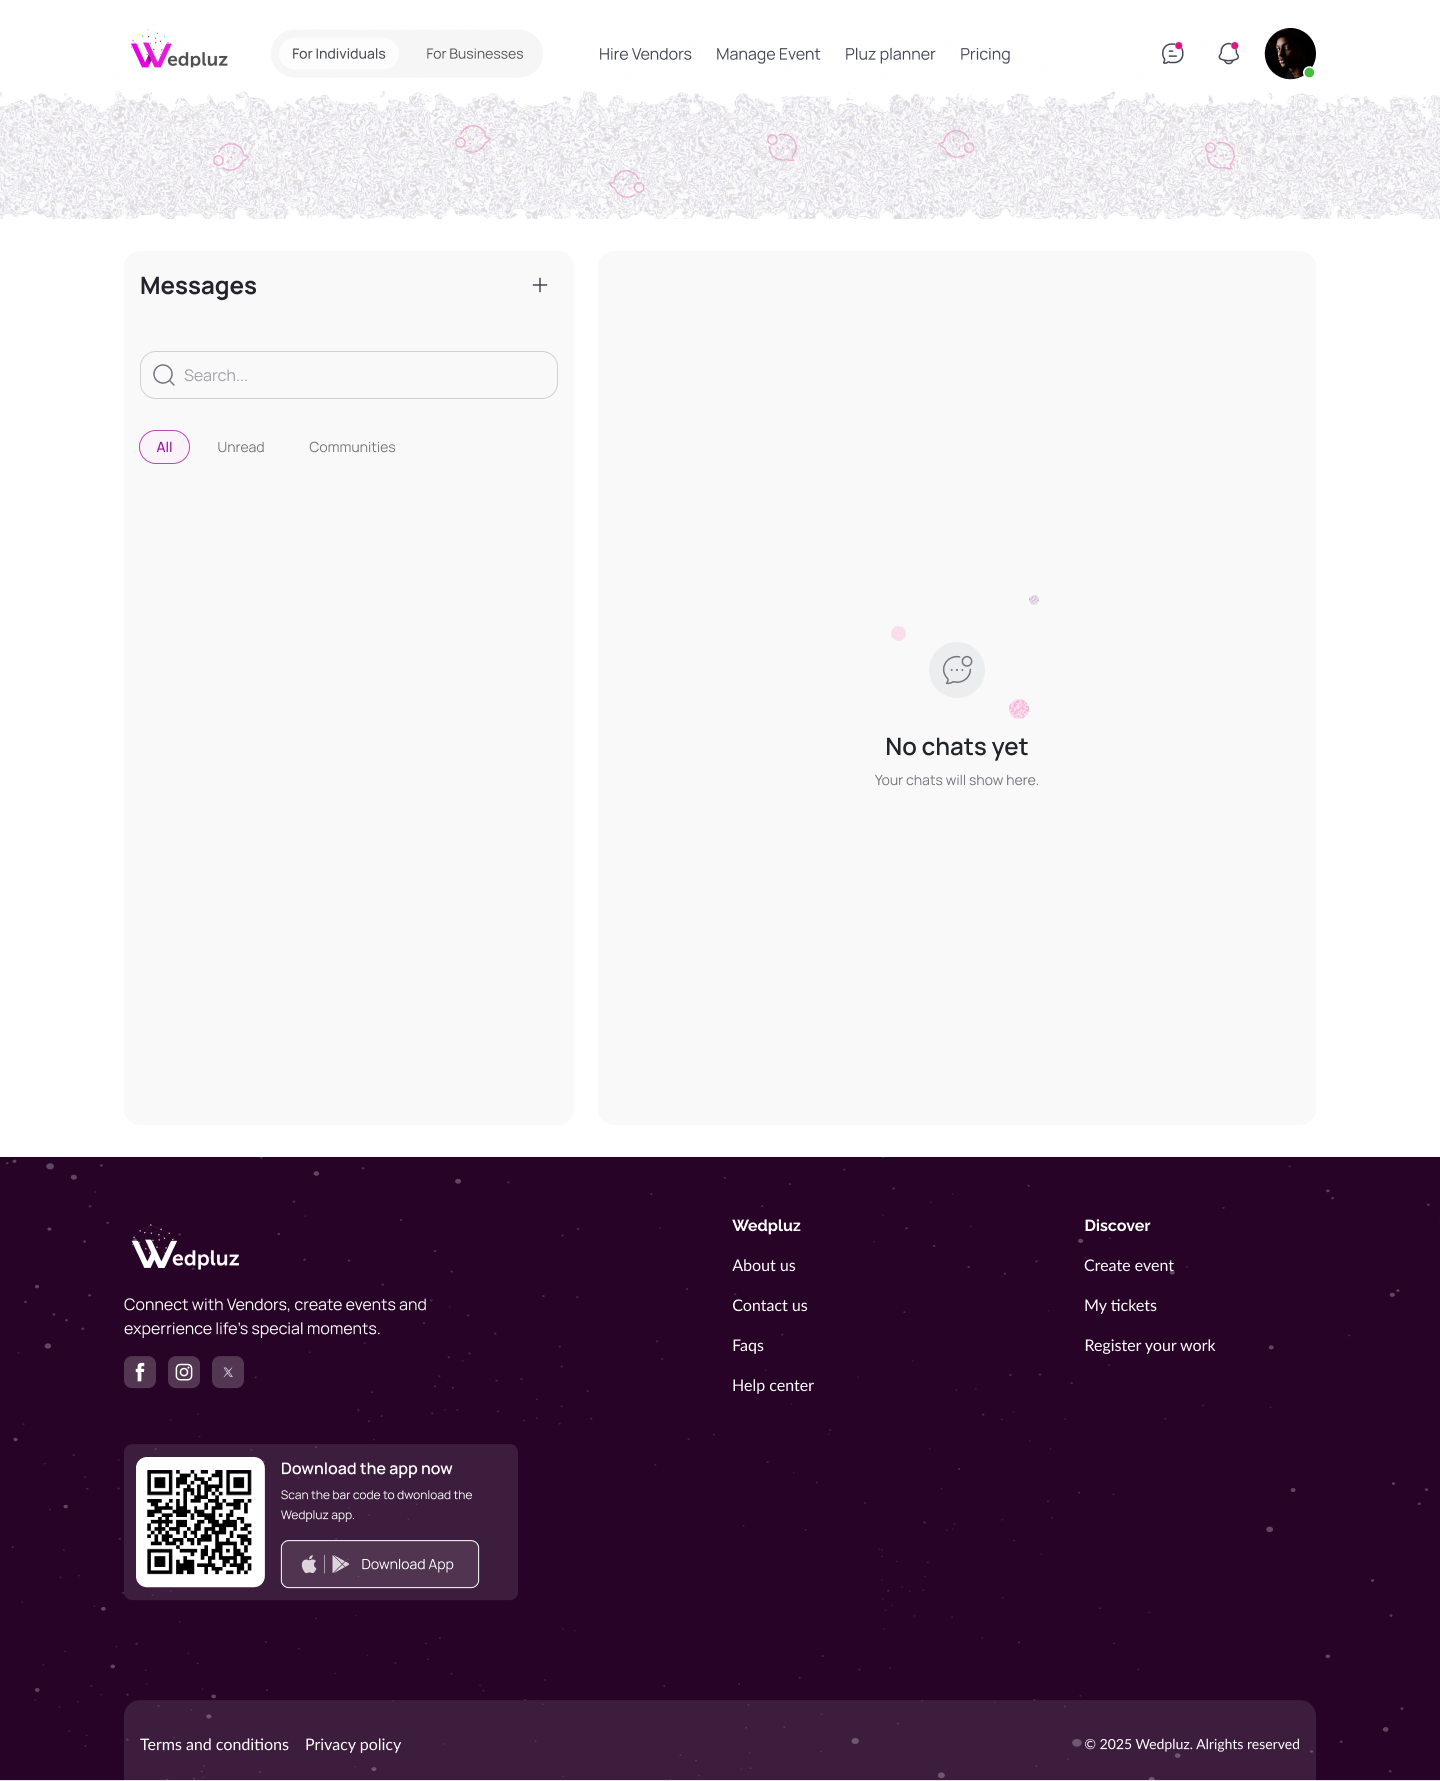 Wedpluz
For Individuals
For Businesses
Hire Vendors
Manage Event
Pluz planner
Pricing
Messages
Search...
All
Unread
Communities
No chats yet
Your chats will show here.
Wedpluz
Connect with Vendors, create events and
experrience life's special moments.
Download the app now
Scan the bar code to dwonload the
Wedpluz app.
Download App
Wedpluz
About us
Contact us
Faqs
Help center
Discover
Create event
My tickets
Register your work
Terms and conditions
Privacy policy
© 2025 Wedpluz. Alrights reserved